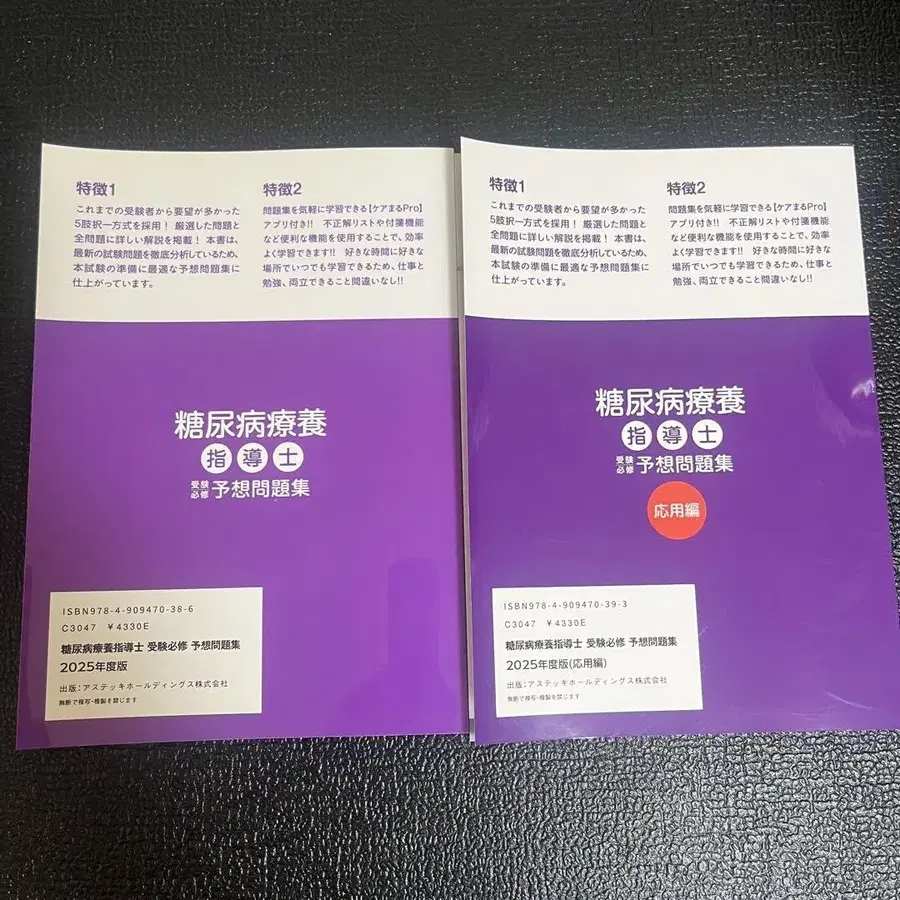 特徴1
これまでの受験者から要望が多かった
5肢択一方式を採用！ 厳選した問題と
全問題に詳しい解説を掲載！ 本書は、
最新の試験問題を徹底分析しているため、
本試験の準備に最適な予想問題集に
仕上がっています。
特徴2
問題集を気軽に学習できる【ケアまるPro】
アプリ付き!! 不正解リストや付箋機能
など便利な機能を使用することで、効率
よく学習できます!! 好きな時間に好きな
場所でいつでも学習できるため、仕事と
勉強、両立できること間違いなし!!
糖尿病療養
指導士
受験必修 予想問題集
ISBN978-4-909470-38-6
C3047 ¥4330E
糖尿病療養指導士 受験必修 予想問題集
2025年度版
出版：アステッキホールディングス株式会社
無断で複写・複製を禁じます
特徴1
これまでの受験者から要望が多かった
5肢択一方式を採用！ 厳選した問題と
全問題に詳しい解説を掲載！ 本書は、
最新の試験問題を徹底分析しているため、
本試験の準備に最適な予想問題集に
仕上がっています。
特徴2
問題集を気軽に学習できる【ケアまるPro】
アプリ付き!! 不正解リストや付箋機能
など便利な機能を使用することで、効率
よく学習できます!! 好きな時間に好きな
場所でいつでも学習できるため、仕事と
勉強、両立できること間違いなし!!
糖尿病療養
指導士
受験必修 予想問題集
応用編
ISBN978-4-909470-39-3
C3047 ¥4330E
糖尿病療養指導士 受験必修 予想問題集
2025年度版(応用編)
出版：アステッキホールディングス株式会社
無断で複写・複製を禁じます